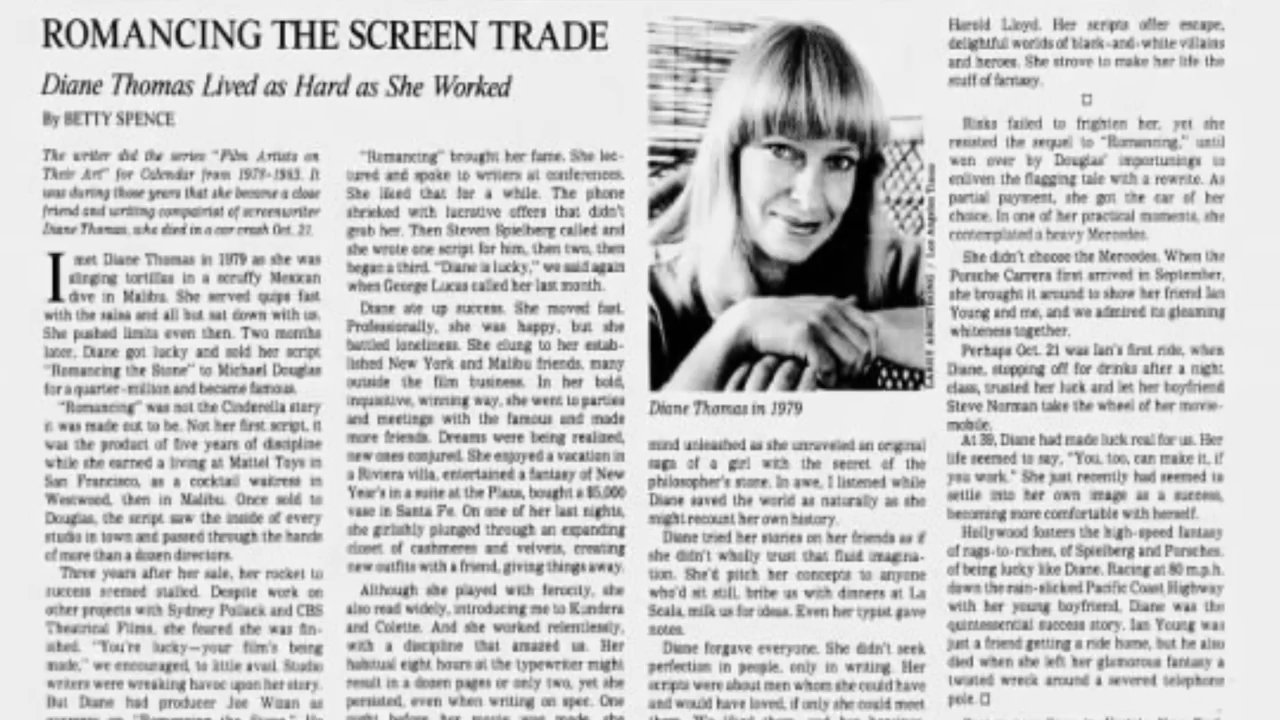 ROMANCING THE SCREEN TRADE
Diane Thomas Lived as Hard as She Worked
By BETTY SPENCE
The writer did the series "Film Artists on
Their Art" for Calendar from 1978-1983. It
was during those years that she became a close
friend and writing compatriot of screenwriter
Diane Thomas, who died in a car crash Oct. 21.
I met Diane Thomas in 1979 as she was
slinging tortillas in a scruffy Mexican
dive in Malibu. She served quips fast
with the salsa and all but sat down with us.
She pushed limits even then. Two months
later, Diane got lucky and sold her script
"Romancing the Stone" to Michael Douglas
for a quarter-million and became famous.
"Romancing" was not the Cinderella story
it was made out to be. Not her first script, it
was the product of five years of discipline
while she earned a living at Mattel Toys in
San Francisco, as a cocktail waitress in
Westwood, then in Malibu. Once sold to
Douglas, the script saw the inside of every
studio in town and passed through the hands
of more than a dozen directors.
Three years after her sale, her rocket to
success seemed stalled. Despite work on
other projects with Sydney Pollack and CBS
Theatrical Films, she feared she was fin-
ished. "You're lucky—your film's being
made," we encouraged, to little avail. Studio
writers were wreaking havoc upon her story.
But Diane had producer Joe Wizan as
"Romancing" brought her fame. She lec-
tured and spoke to writers at conferences.
She liked that for a while. The phone
shrieked with lucrative offers that didn't
grab her. Then Steven Spielberg called and
she wrote one script for him, then two, then
began a third. "Diane is lucky," we said again
when George Lucas called her last month.
Diane ate up success. She moved fast.
Professionally, she was happy, but she
battled loneliness. She clung to her estab-
lished New York and Malibu friends, many
outside the film business. In her bold,
inquisitive, winning way, she went to parties
and meetings with the famous and made
more friends. Dreams were being realized,
new ones conjured. She enjoyed a vacation in
a Riviera villa, entertained a fantasy of New
Year's in a suite at the Plaza, bought a $5,000
vase in Santa Fe. On one of her last nights,
she girlishly plunged through an expanding
closet of cashmeres and velvets, creating
new outfits with a friend, giving things away.
Although she played with ferocity, she
also read widely, introducing me to Kundera
and Colette. And she worked relentlessly,
with a discipline that amazed us. Her
habitual eight hours at the typewriter might
result in a dozen pages or only two, yet she
persisted, even when writing on spec. One
night before her movie was made, she
Los Angeles Times
Diane Thomas in 1979
mind unleashed as she unraveled an original
saga of a girl with the secret of the
philosopher's stone. In awe, I listened while
Diane saved the world as naturally as she
might recount her own history.
Diane tried her stories on her friends as if
she didn't wholly trust that fluid imagina-
tion. She'd pitch her concepts to anyone
who'd sit still, bribe us with dinners at La
Scala, milk us for ideas. Even her typist gave
notes.
Diane forgave everyone. She didn't seek
perfection in people, only in writing. Her
scripts were about men whom she could have
and would have loved, if only she could meet
Harold Lloyd. Her scripts offer escape,
delightful worlds of black-and-white villains
and heroes. She strove to make her life the
stuff of fantasy.
Risks failed to frighten her, yet she
resisted the sequel to "Romancing," until
won over by Douglas' importunings to
enliven the flagging tale with a rewrite. As
partial payment, she got the car of her
choice. In one of her practical moments, she
contemplated a heavy Mercedes.
She didn't choose the Mercedes. When the
Porsche Carrera first arrived in September,
she brought it around to show her friend Ian
Young and me, and we admired its gleaming
whiteness together.
Perhaps Oct. 21 was Ian's first ride, when
Diane, stopping off for drinks after a night
class, trusted her luck and let her boyfriend
Steve Norman take the wheel of her movie-
mobile.
At 39, Diane had made luck real for us. Her
life seemed to say, "You, too, can make it, if
you work." She just recently had seemed to
settle into her own image as a success,
becoming more comfortable with herself.
Hollywood fosters the high-speed fantasy
of rags-to-riches, of Spielberg and Porsches.
of being lucky like Diane. Racing at 80 m.p.h.
down the rain-slicked Pacific Coast Highway
with her young boyfriend, Diane was the
quintessential success story. Ian Young was
just a friend getting a ride home, but he also
died when she left her glamorous fantasy a
twisted wreck around a severed telephone
pole.